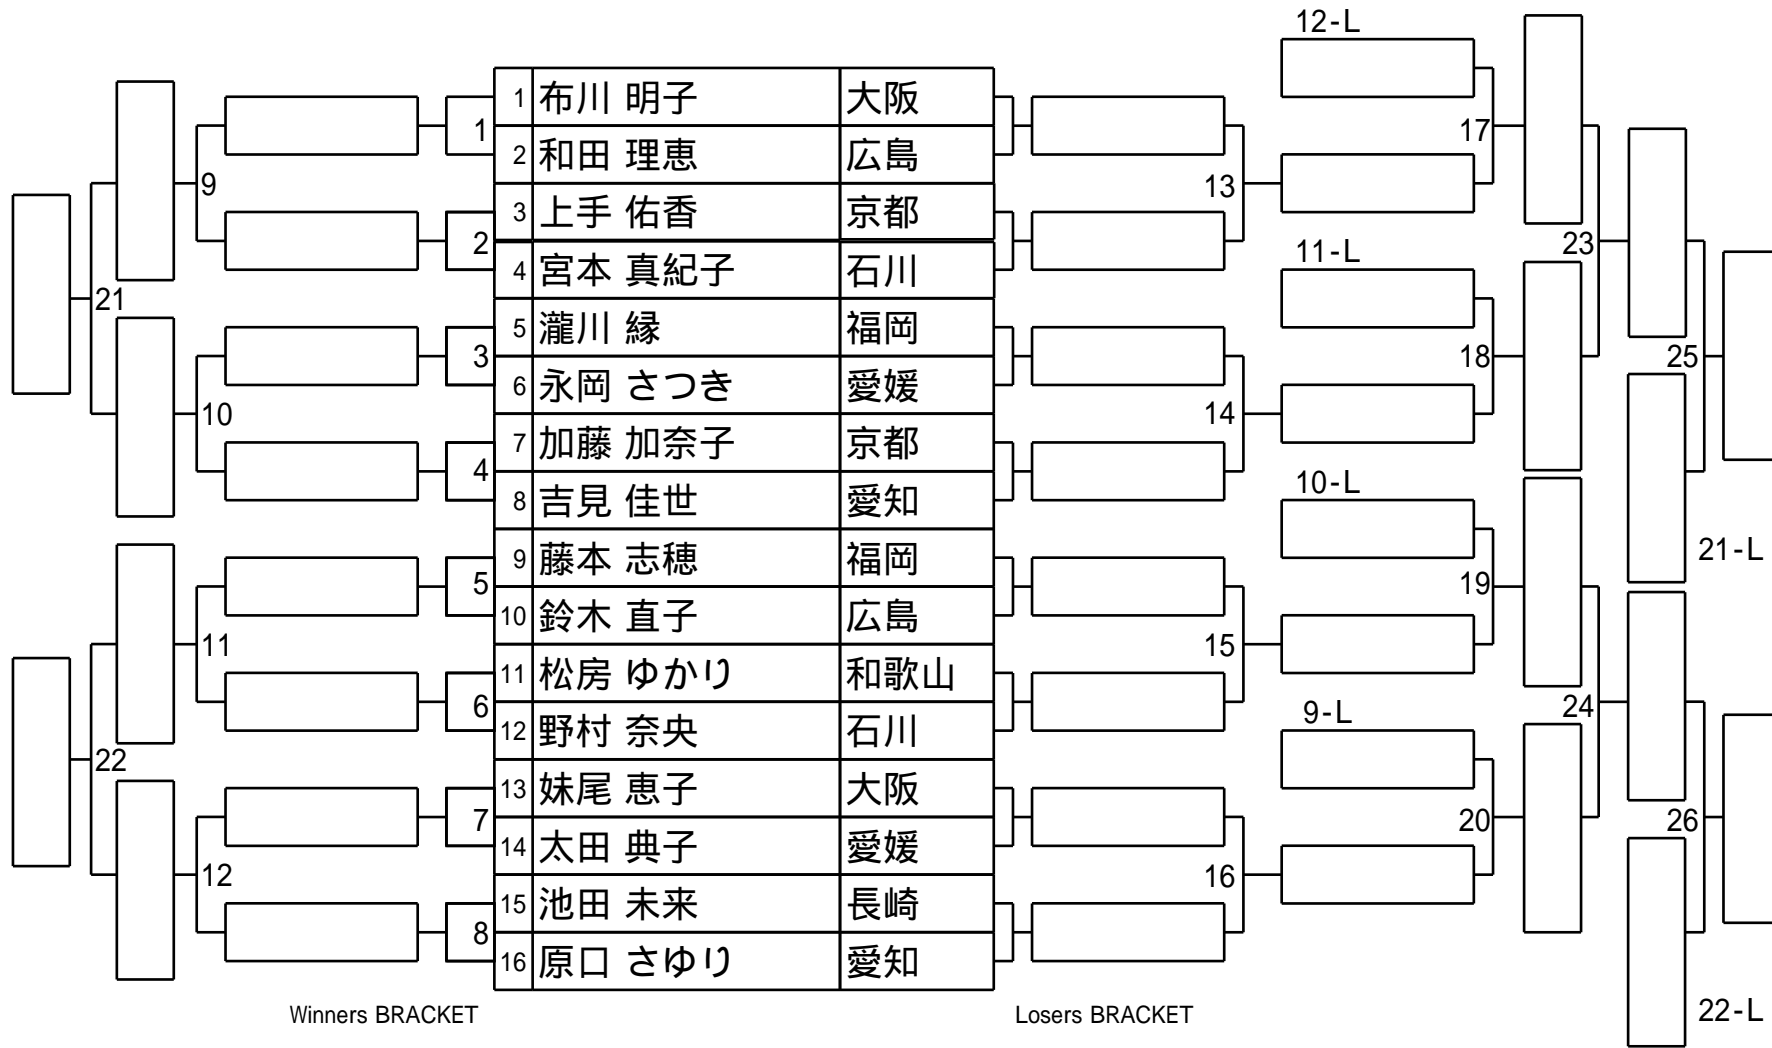 12-L
1 布川 明子 大阪
1 17
2 和田 理恵 広島
9 13
3 上手 佑香 京都
2 23
11-L
4 宮本 真紀子 石川
21
5 瀧川 縁 福岡
3 18 25
6 永岡 さつき 愛媛
10 14
7 加藤 加奈子 京都
4
10-L
8 吉見 佳世 愛知
21-L
9 藤本 志穂 福岡
5 19
10 鈴木 直子 広島
11 15
11 松房 ゆかり 和歌山
6 24
9-L
12 野村 奈央 石川
22
13 妹尾 恵子 大阪
7 20 26
14 太田 典子 愛媛
12 16
15 池田 未来 長崎
8
16 原口 さゆり 愛知
Winners BRACKET Losers BRACKET 22-L